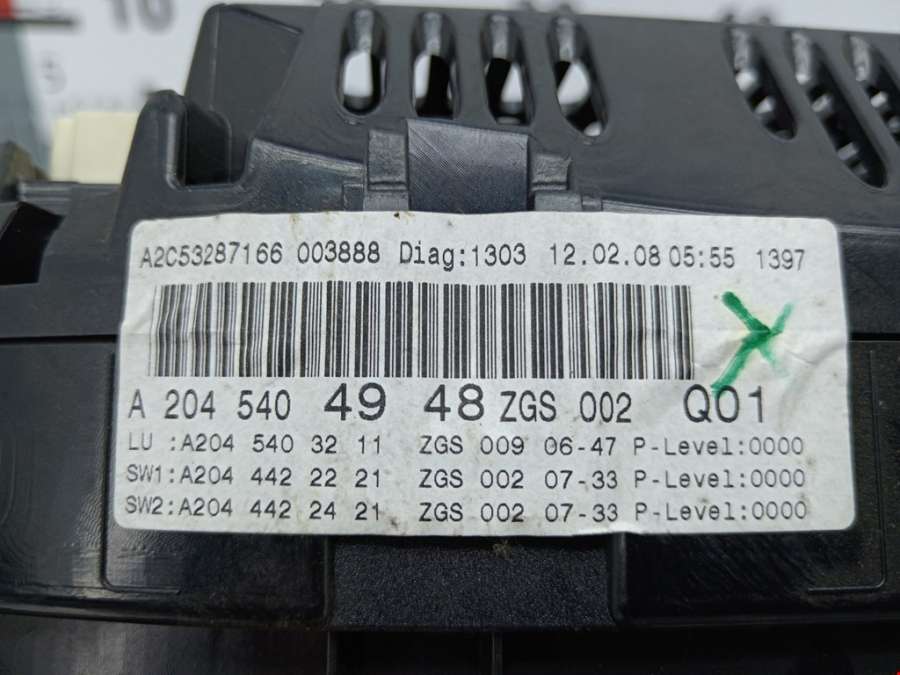 10
A2C53287166 003888 Diag:1303 12.02.08 05:55 1397
A 204 540 49 48 ZGS 002 Q01
LU :A204 540 32 11 ZGS 009 06-47 P-Level:0000
SW1:A204 442 22 21 ZGS 002 07-33 P-Level:0000
SW2:A204 442 24 21 ZGS 002 07-33 P-Level:0000